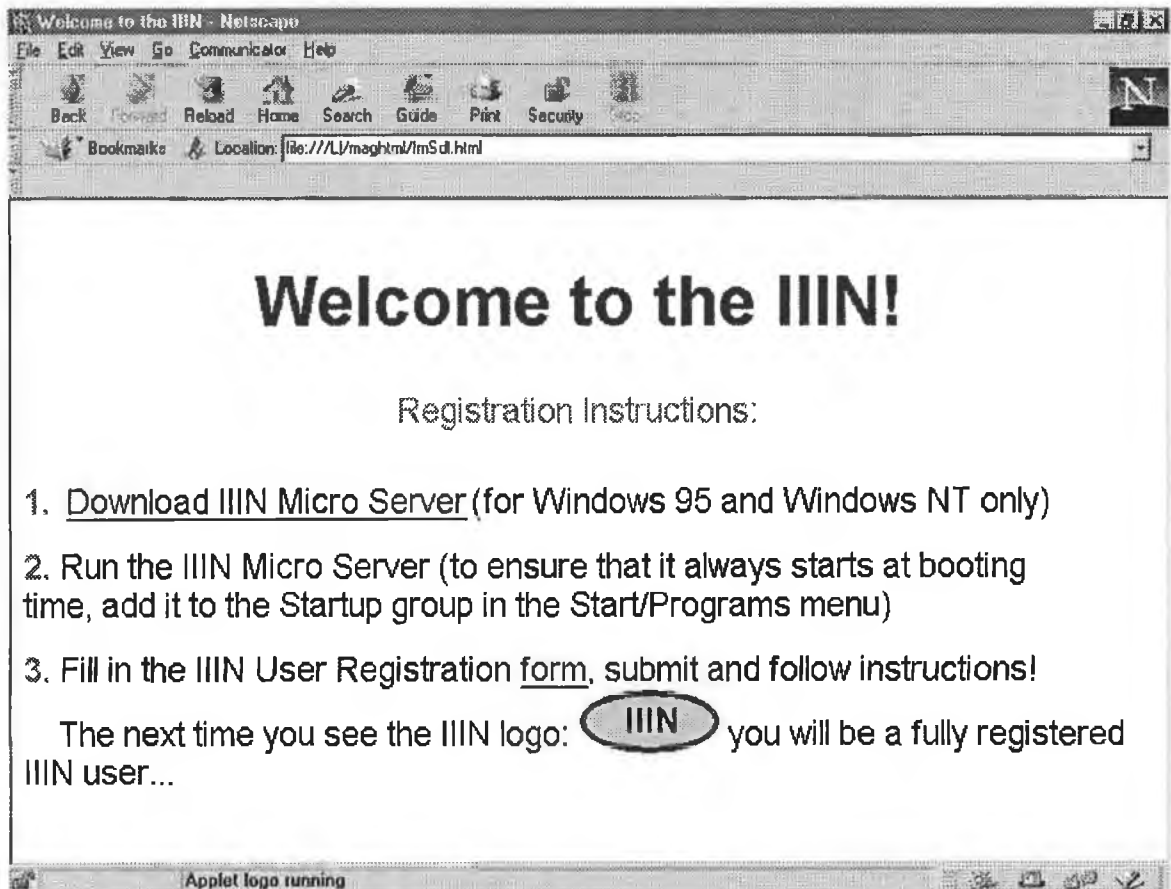 Welcome to the IIIN - Netscape
File Edit View Go Communicator Help
N
Back Forward Reload Home Search Guide Print Security Stop
Bookmarks Location: file:///L|/maghtml/ImSdl.html
Welcome to the IIIN!
Registration Instructions:
1. Download IIIN Micro Server (for Windows 95 and Windows NT only)
2. Run the IIIN Micro Server (to ensure that it always starts at booting
time, add it to the Startup group in the Start/Programs menu)
3. Fill in the IIIN User Registration form, submit and follow instructions!
The next time you see the IIIN logo: IIIN you will be a fully registered
IIIN user...
Applet logo running